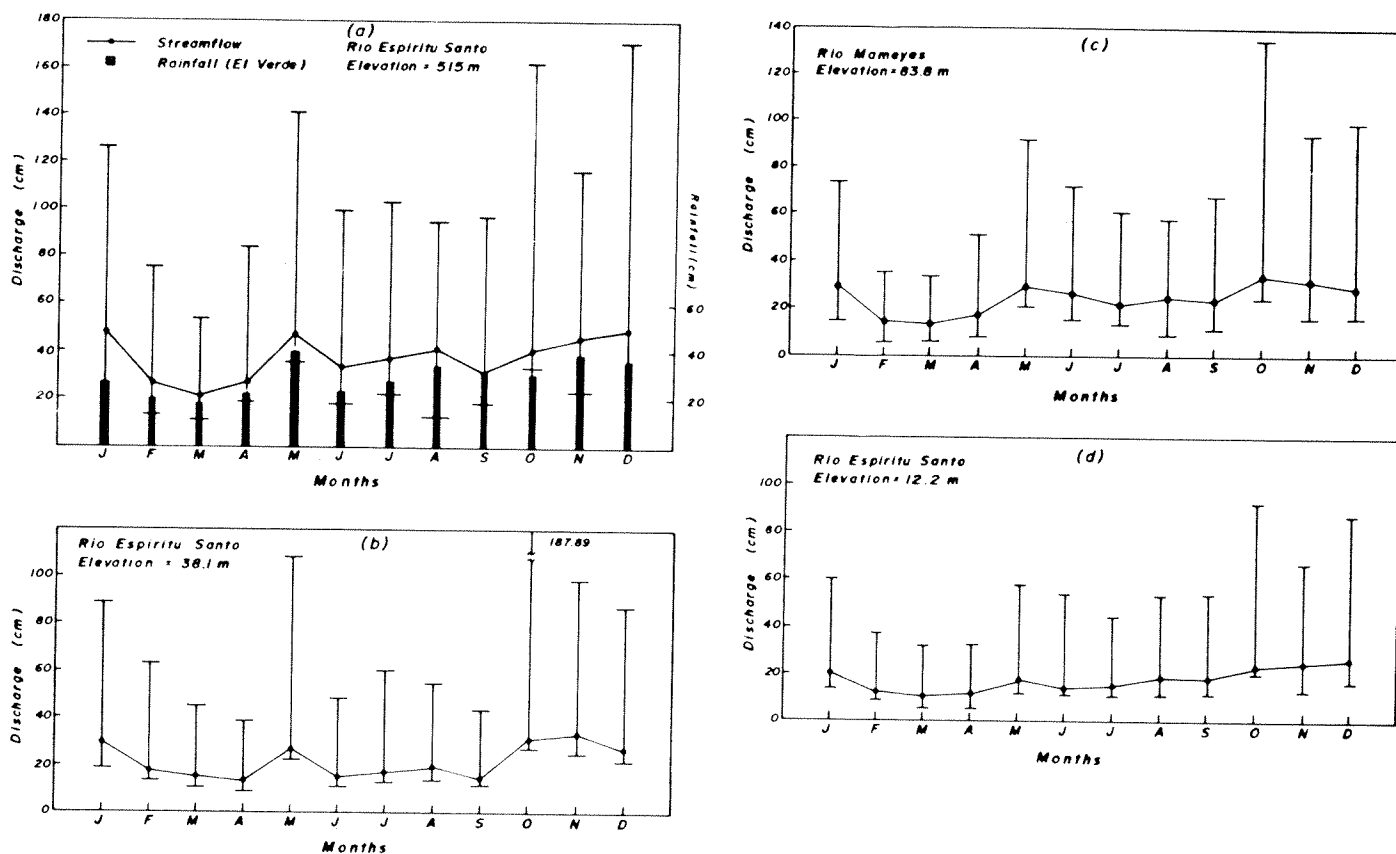 (a)
Streamflow
Rainfall (El Verde)
Rio Espiritu Santo
Elevation = 515 m
Discharge (cm)
180
160
140
120
100
80
60
40
20
Rainfall (cm)
60
40
20
J F M A M J J A S O N D
Months
(b)
Rio Espiritu Santo
Elevation = 38.1 m
187.89
Discharge (cm)
100
80
60
40
20
0
J F M A M J J A S O N D
Months
(c)
Rio Mameyes
Elevation=83.8 m
Discharge (cm)
140
120
100
80
60
40
20
0
J F M A M J J A S O N D
Months
(d)
Rio Espiritu Santo
Elevation= 12.2 m
Discharge (cm)
100
80
60
40
20
0
J F M A M J J A S O N D
Months